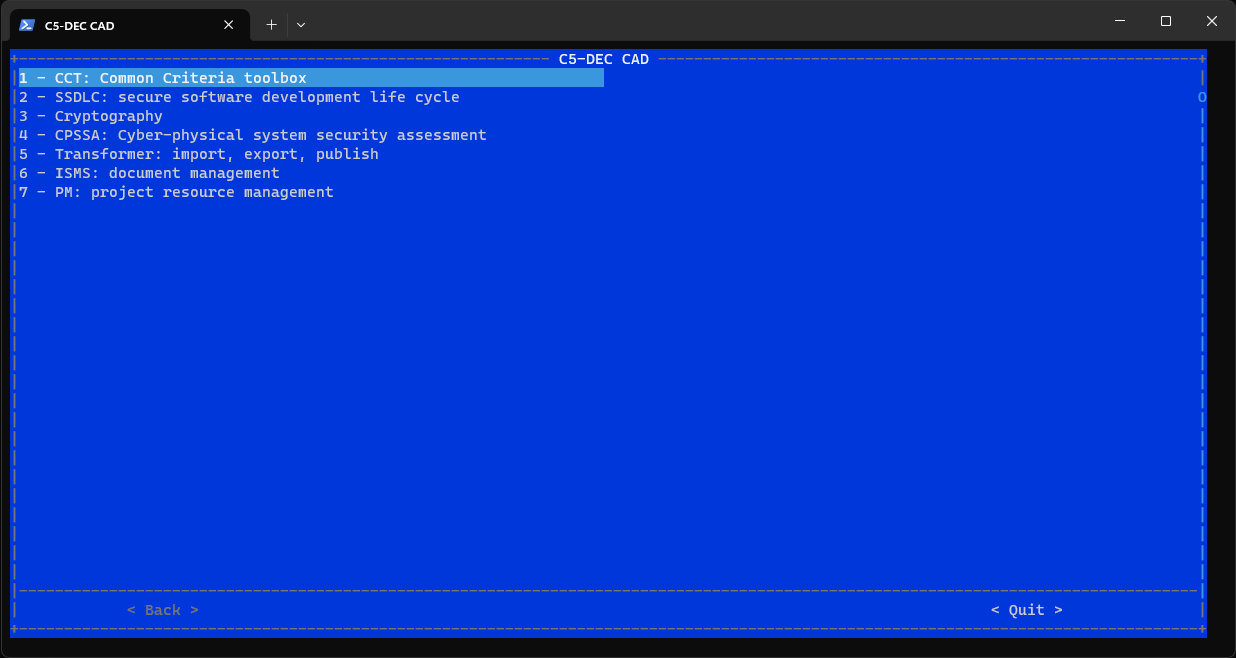 C5-DEC CAD
C5-DEC CAD
1 - CCT: Common Criteria toolbox
2 - SSDLC: secure software development life cycle
3 - Cryptography
4 - CPSSA: Cyber-physical system security assessment
5 - Transformer: import, export, publish
6 - ISMS: document management
7 - PM: project resource management
< Back >
< Quit >